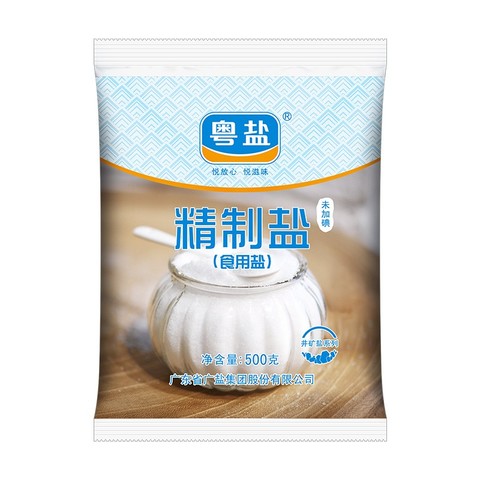 粤盐®
悦放心 悦滋味
精制盐
未加碘
(食用盐)
井矿盐系列
净含量:500克
广东省广盐集团股份有限公司